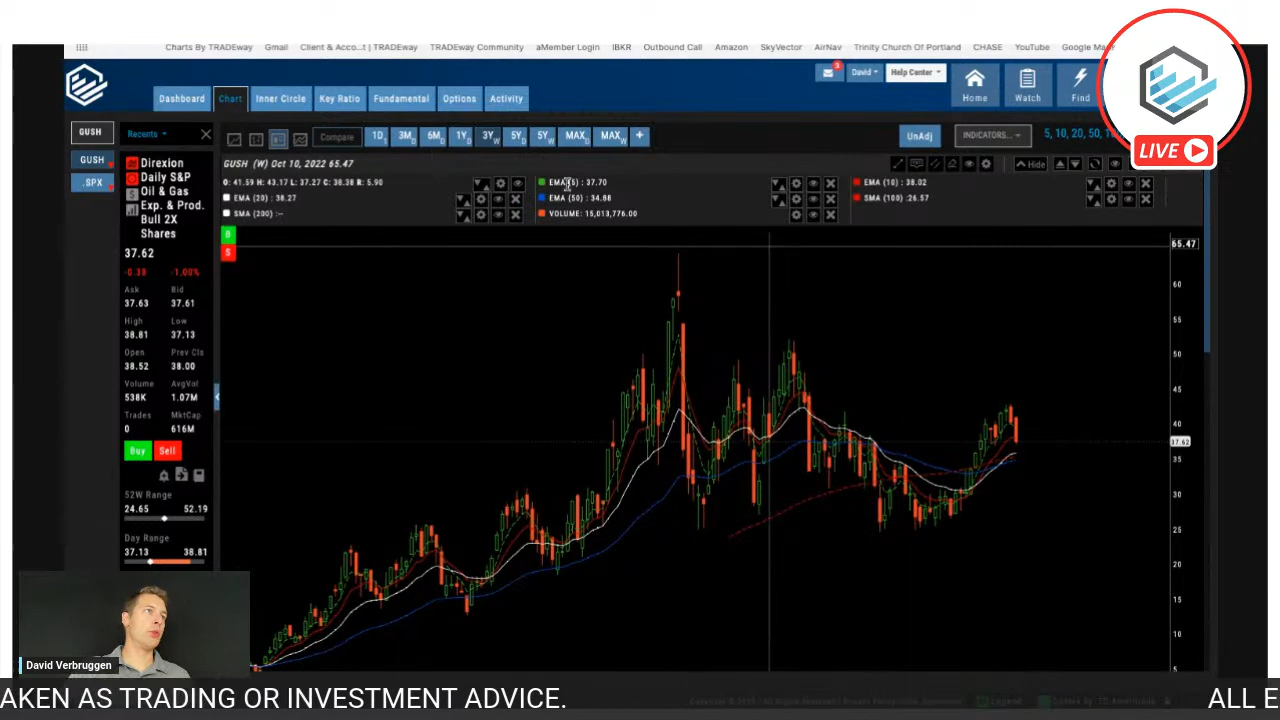 Charts By TRADEway Gmail Client & Acco...t | TRADEway TRADEway Community aMember Login IBKR Outbound Call Amazon SkyVector AirNav Trinity Church Of Portland CHASE YouTube Google Ma
3
David
Help Center
Home
Watch
Find
LIVE
Dashboard
Chart
Inner Circle
Key Ratio
Fundamental
Options
Activity
GUSH
GUSH
.SPX
Recents
Direxion
Daily S&P
Oil & Gas
Exp. & Prod.
Bull 2X
Shares
37.62
-0.38 -1.00%
Ask Bid
37.63 37.61
High Low
38.81 37.13
Open Prev Cls
38.52 38.00
Volume AvgVol
538K 1.07M
Trades MktCap
0 616M
Buy Sell
52W Range
24.65 52.19
Day Range
37.13 38.81
Compare
1D D
3M D
6M D
1Y D
3Y W
5Y D
5Y W
MAX D
MAX W
+
UnAdj
INDICATORS...
5, 10, 20, 50,
GUSH (W) Oct 10, 2022 65.47
Hide
O: 41.59 H: 43.17 L: 37.27 C: 38.38 R: 5.90
EMA (5) : 37.70
EMA (10) : 38.02
EMA (20) : 38.27
EMA (50) : 34.88
SMA (100) :26.57
SMA (200) :--
VOLUME: 15,013,776.00
B
S
65.47
60
55
50
45
40
37.62
35
30
25
20
15
10
5
David Verbruggen
AKEN AS TRADING OR INVESTMENT ADVICE. ALL E